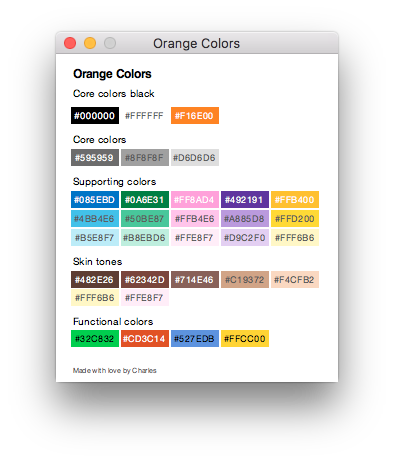 Orange Colors
Orange Colors
Core colors black
#000000 #FFFFFF #F16E00
Core colors
#595959 #8F8F8F #D6D6D6
Supporting colors
#085EBD #0A6E31 #FF8AD4 #492191 #FFB400
#4BB4E6 #50BE87 #FFB4E6 #A885D8 #FFD200
#B5E8F7 #B8EBD6 #FFE8F7 #D9C2F0 #FFF6B6
Skin tones
#482E26 #62342D #714E46 #C19372 #F4CFB2
#FFF6B6 #FFE8F7
Functional colors
#32C832 #CD3C14 #527EDB #FFCC00
Made with love by Charles